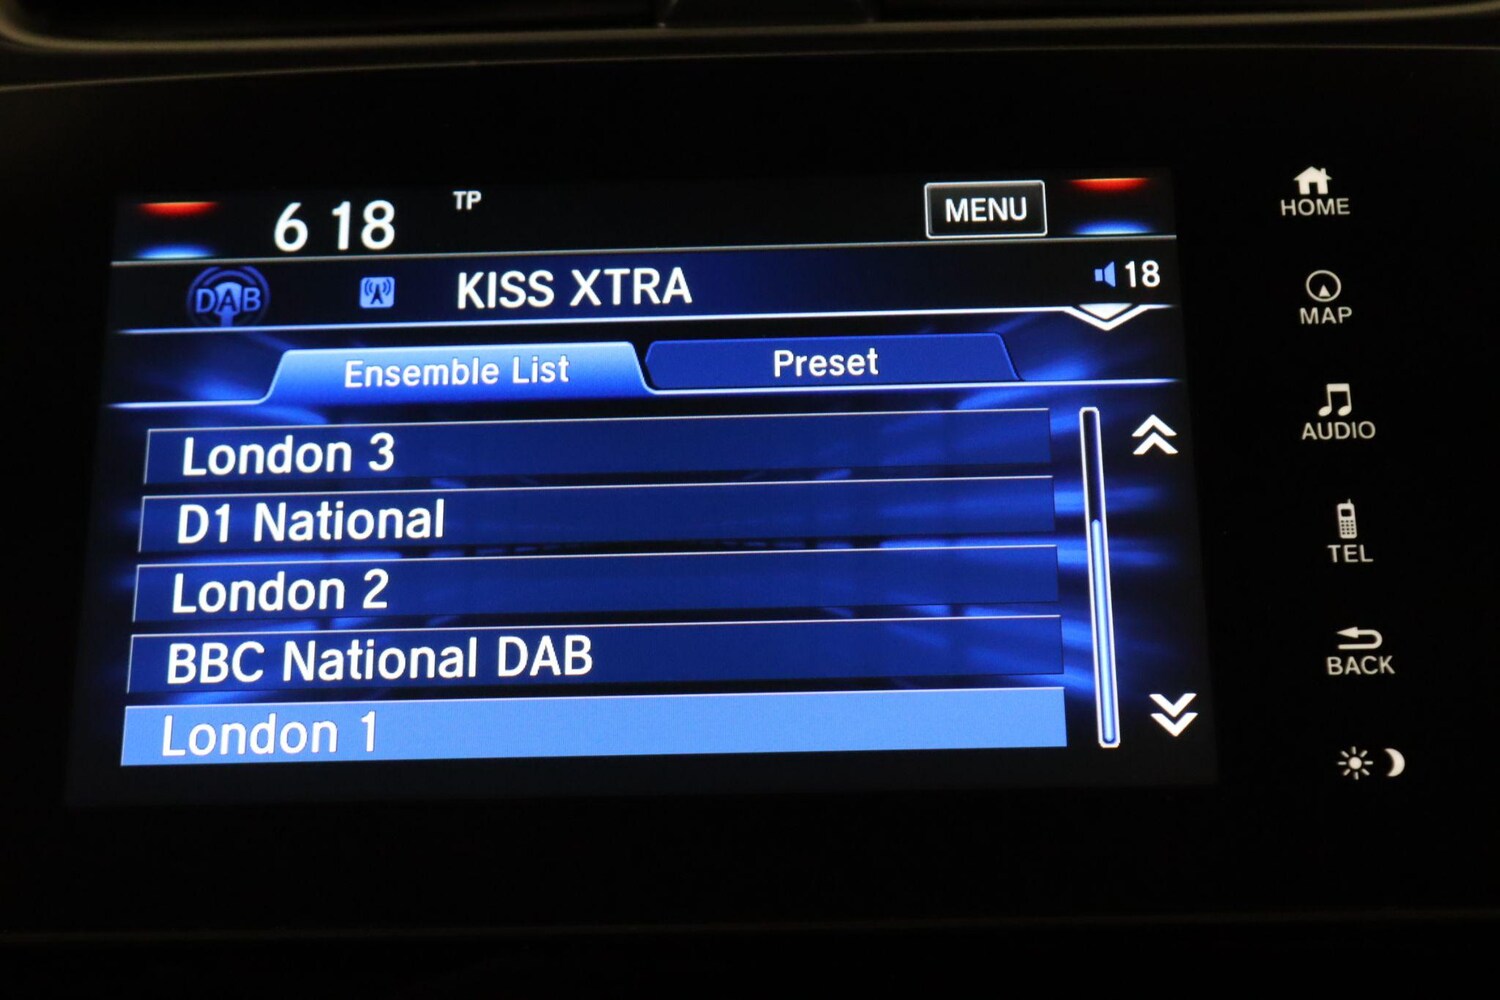 6 18 TP MENU
DAB KISS XTRA 18
Ensemble List Preset
London 3
D1 National
London 2
BBC National DAB
London 1
HOME
MAP
AUDIO
TEL
BACK